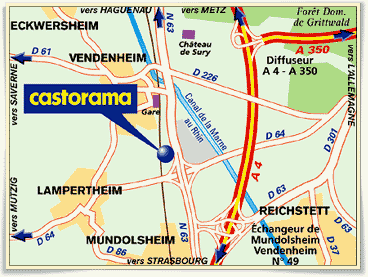 vers HAGUENAU
N 63
vers METZ
Forêt Dom.
de Grittwald
ECKWERSHEIM
Château
de Sury
A 350
D 61
VENDENHEIM
Diffuseur
A 4 - A 350
vers SAVERNE
D 226
vers L'ALLEMAGNE
castorama
Gare
Canal de la Marne
au Rhin
D 64
D 301
A 4
LAMPERTHEIM
D 63
D 63
vers MUTZIG
REICHSTETT
D 64
MUNDOLSHEIM
N 63
Echangeur de
Mundolsheim
Vendenheim
N° 49
D 37
D 86
vers STRASBOURG